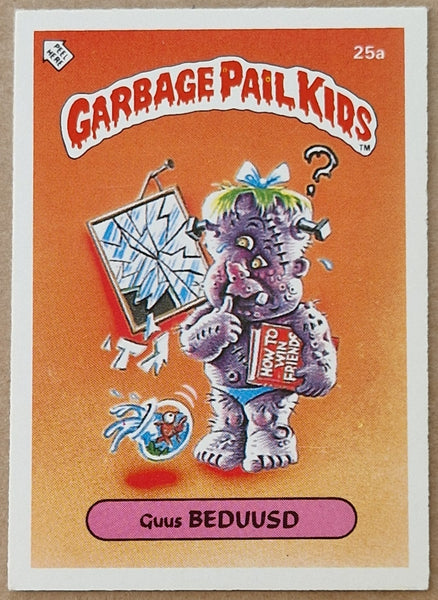 PEEL
HERE
25a
GARBAGE PAIL KIDS
TM
?
HOW TO
WIN
FRIENDS
Guus BEDUUSD